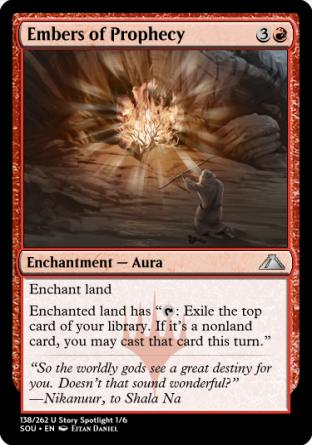 Embers of Prophecy 3
Enchantment — Aura
Enchant land
Enchanted land has “: Exile the top
card of your library. If it’s a nonland
card, you may cast that card this turn.”
“So the worldly gods see a great destiny for
you. Doesn’t that sound wonderful?”
—Nikanuur, to Shala Na
138/262 U Story Spotlight 1/6
SOU • EN Eitan Daniel